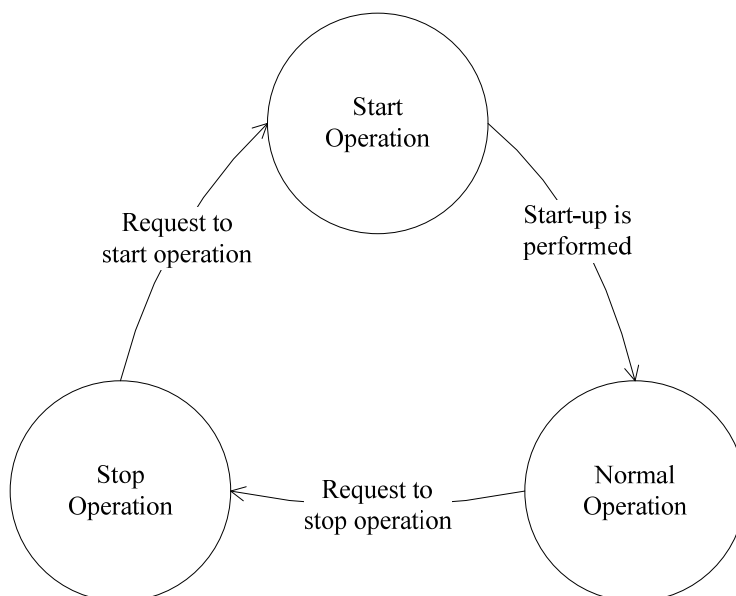 Start
Operation
Request to
start operation
Start-up is
performed
Stop
Operation
Request to
stop operation
Normal
Operation